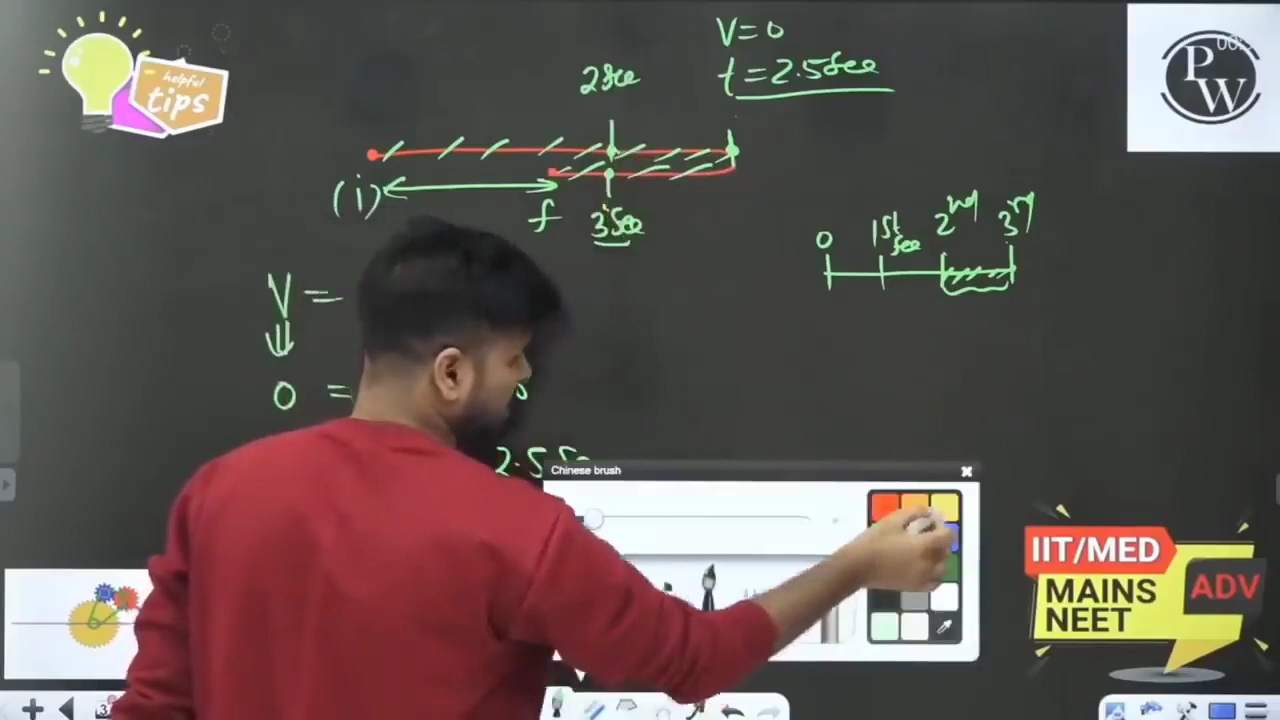 helpful
tips
V=0
t=2.5sec
2sec
PW
(i)
f
3sec
0
1st
sec
2nd
3rd
V=
0 =
2.5 S
Chinese brush
IIT/MED
MAINS
NEET
ADV